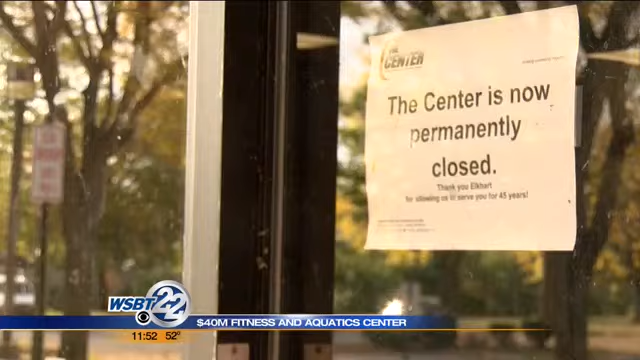 THE
CENTER
The Center is now
permanently
closed.
Thank you Elkhart
for allowing us to serve you for 45 years!
WSBT 22
$40M FITNESS AND AQUATICS CENTER
11:52 52°